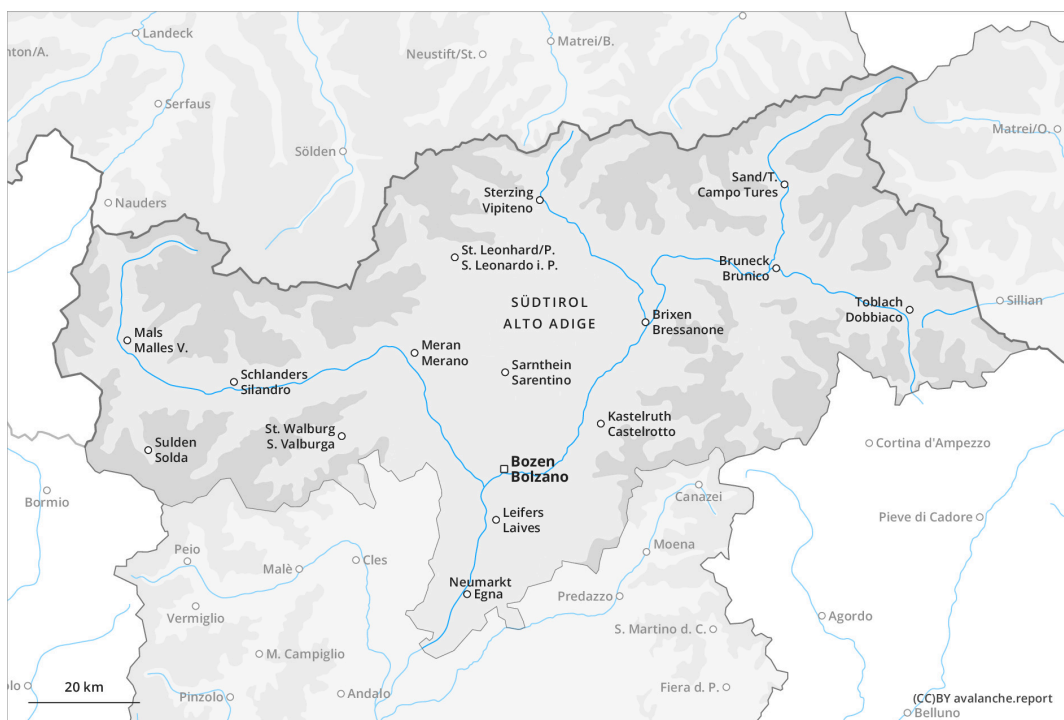 Landeck
nton/A.
Neustift/St.
Matrei/B.
Serfaus
Matrei/O.
Sölden
Sand/T.
Campo Tures
Sterzing
Vipiteno
Nauders
St. Leonhard/P.
S. Leonardo i. P.
Bruneck
Brunico
SÜDTIROL
ALTO ADIGE
Toblach
Dobbiaco
Sillian
Brixen
Bressanone
Mals
Malles V.
Meran
Merano
Sarnthein
Sarentino
Schlanders
Silandro
Kastelruth
Castelrotto
St. Walburg
S. Valburga
Sulden
Solda
Cortina d'Ampezzo
Bozen
Bolzano
Bormio
Canazei
Leifers
Laives
Pieve di Cadore
Moena
Peio
Malè
Cles
Neumarkt
Egna
Predazzo
Vermiglio
Agordo
S. Martino d. C.
M. Campiglio
olo
20 km
Pinzolo
Andalo
Fiera d. P.
(CC)BY avalanche.report
Belluno